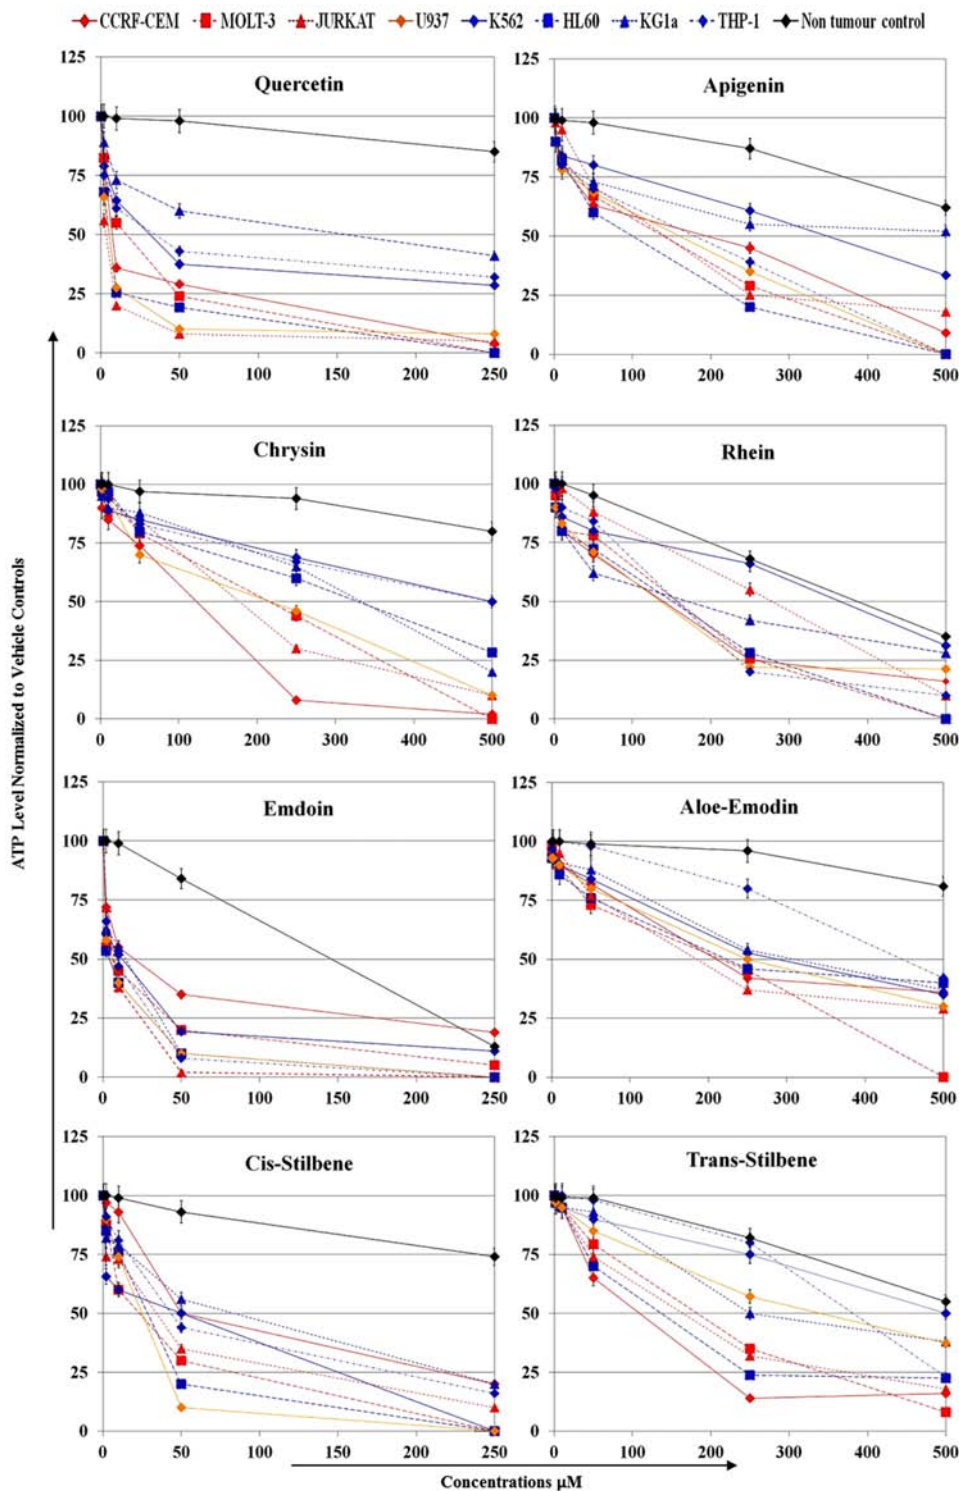 CCRF-CEM MOLT-3 JURKAT U937 K562 HL60 KG1a THP-1 Non tumour control
Quercetin
125
100
75
50
25
0
0 50 100 150 200 250
Apigenin
125
100
75
50
25
0
0 100 200 300 400 500
Chrysin
125
100
75
50
25
0
0 100 200 300 400 500
Rhein
125
100
75
50
25
0
0 100 200 300 400 500
Emdoin
125
100
75
50
25
0
0 50 100 150 200 250
Aloe-Emodin
125
100
75
50
25
0
0 100 200 300 400 500
Cis-Stilbene
125
100
75
50
25
0
0 50 100 150 200 250
Trans-Stilbene
125
100
75
50
25
0
0 100 200 300 400 500
ATP Level Normalized to Vehicle Controls
Concentrations µM